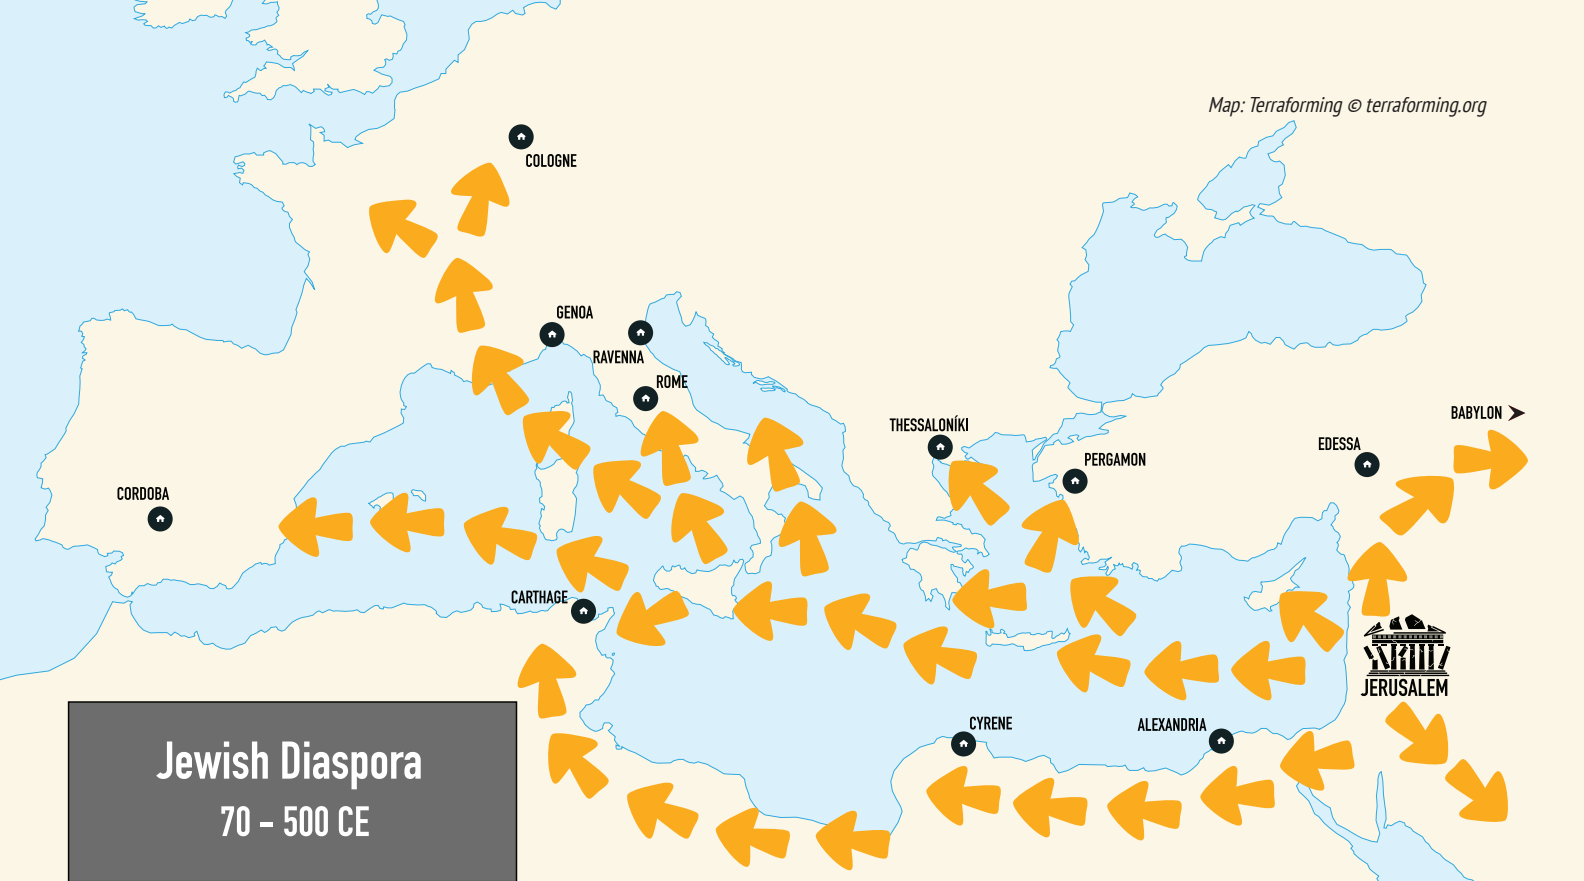 Map: Terraforming © terraforming.org
COLOGNE
GENOA
RAVENNA
ROME
THESSALONÍKI
BABYLON
EDESSA
PERGAMON
CORDOBA
CARTHAGE
JERUSALEM
CYRENE
ALEXANDRIA
Jewish Diaspora
70 - 500 CE